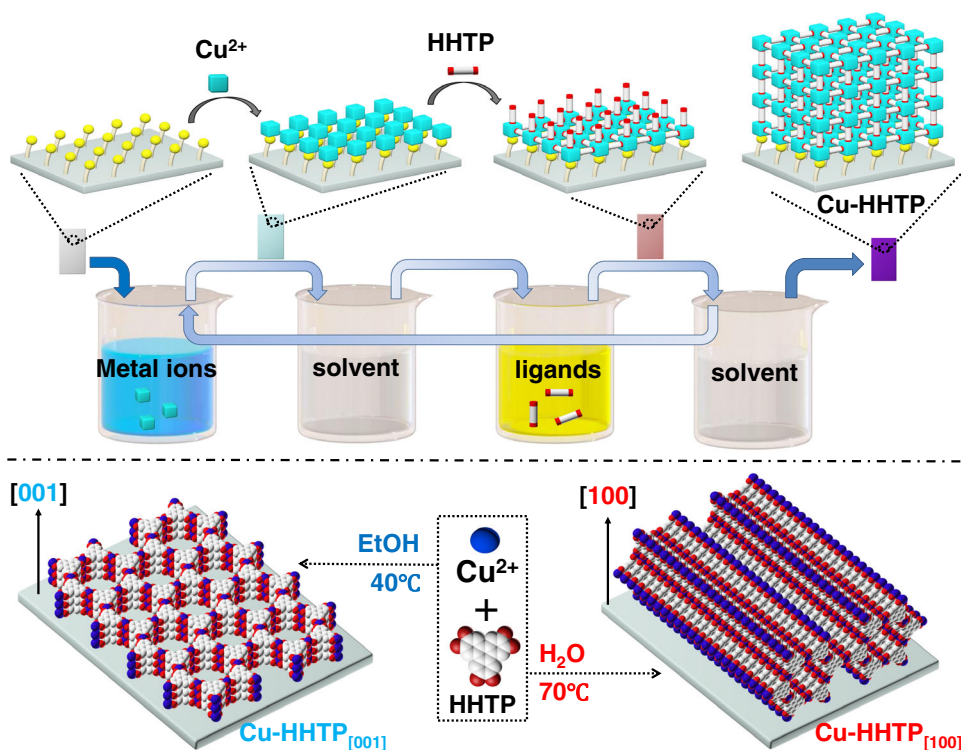 Cu²⁺
HHTP
Cu-HHTP
Metal ions
solvent
ligands
solvent
[001]
[100]
EtOH
40℃
Cu²⁺
+
HHTP
H₂O
70℃
Cu-HHTP[001]
Cu-HHTP[100]